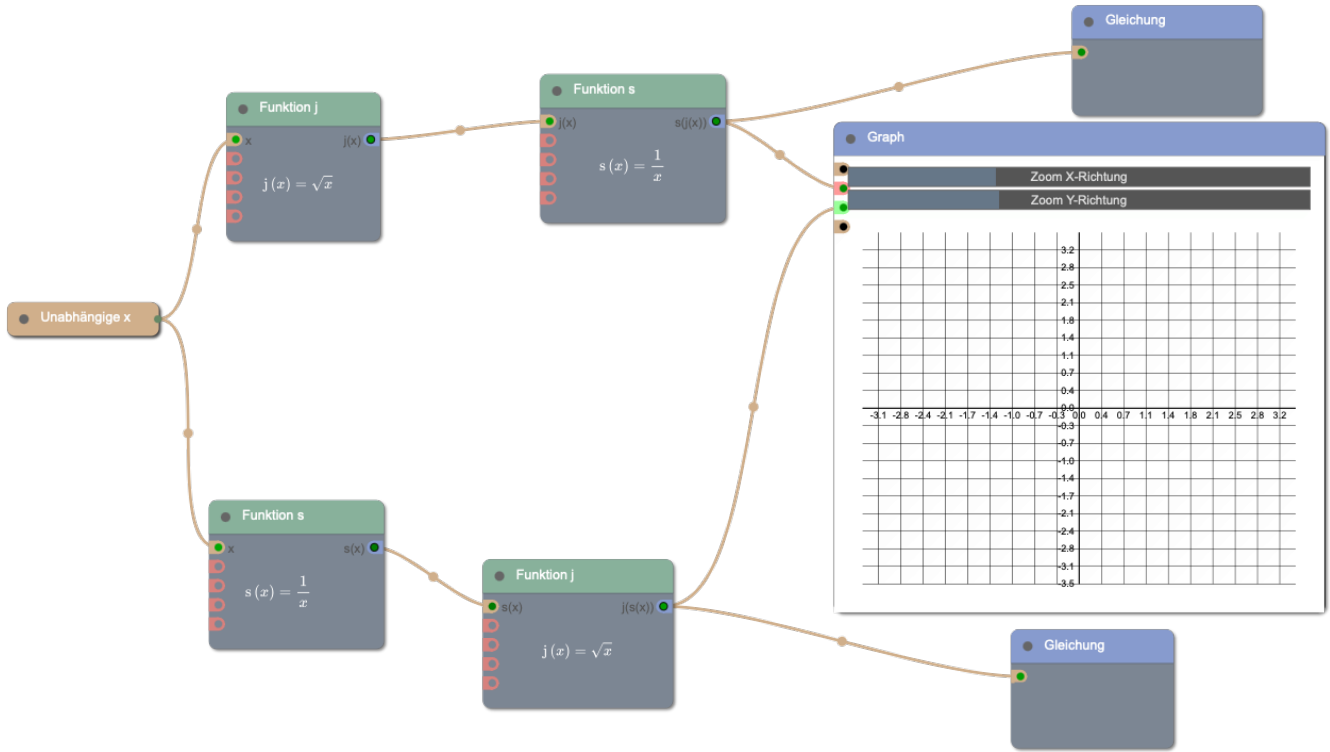 Gleichung
Funktion s
j(x)
s(j(x))
s(x) = 1/x
Funktion j
x
j(x)
j(x) = √x
Graph
Zoom X-Richtung
Zoom Y-Richtung
3.2
2.8
2.5
2.1
1.8
1.4
1.1
0.7
0.4
0.0
-3.1 -2.8 -2.4 -2.1 -1.7 -1.4 -1.0 -0.7 -0.3 0.0 0.4 0.7 1.1 1.4 1.8 2.1 2.5 2.8 3.2
-0.3
-0.7
-1.0
-1.4
-1.7
-2.1
-2.4
-2.8
-3.1
-3.5
Unabhängige x
Funktion s
x
s(x)
s(x) = 1/x
Funktion j
s(x)
j(s(x))
j(x) = √x
Gleichung